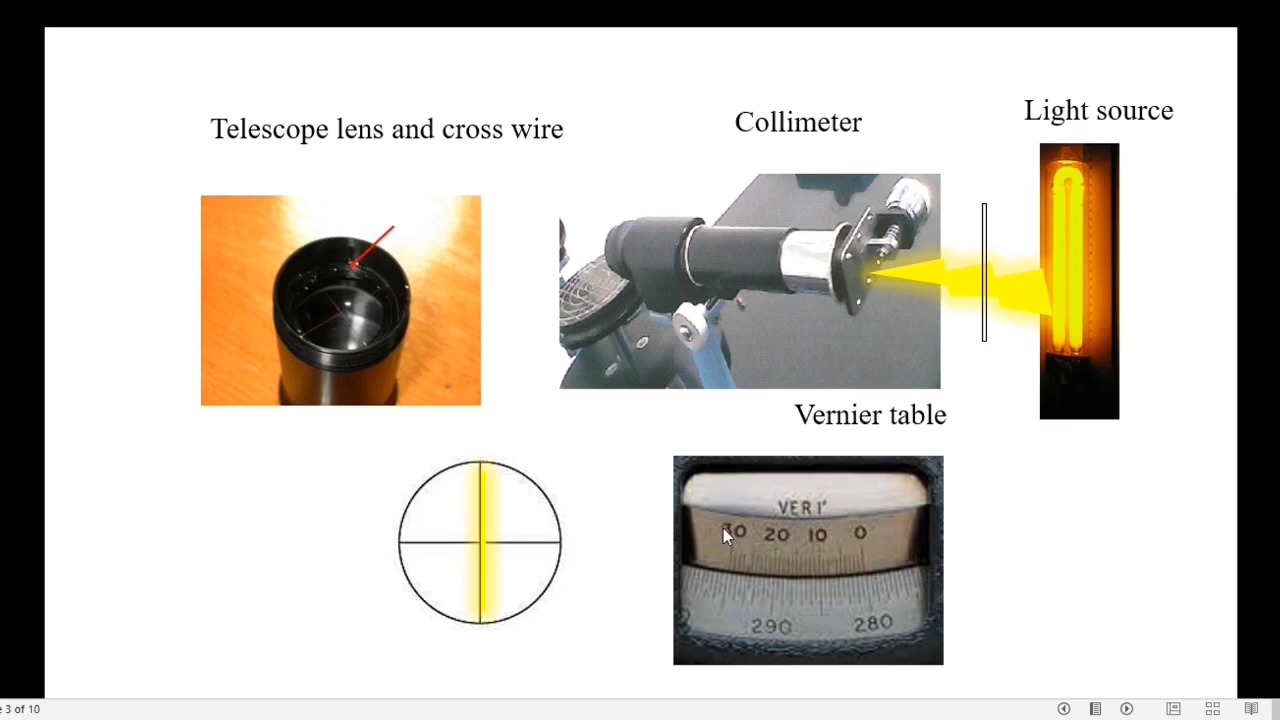 Light source
Collimeter
Telescope lens and cross wire
Vernier table
VER 1'
30 20 10 0
290 280
3 of 10